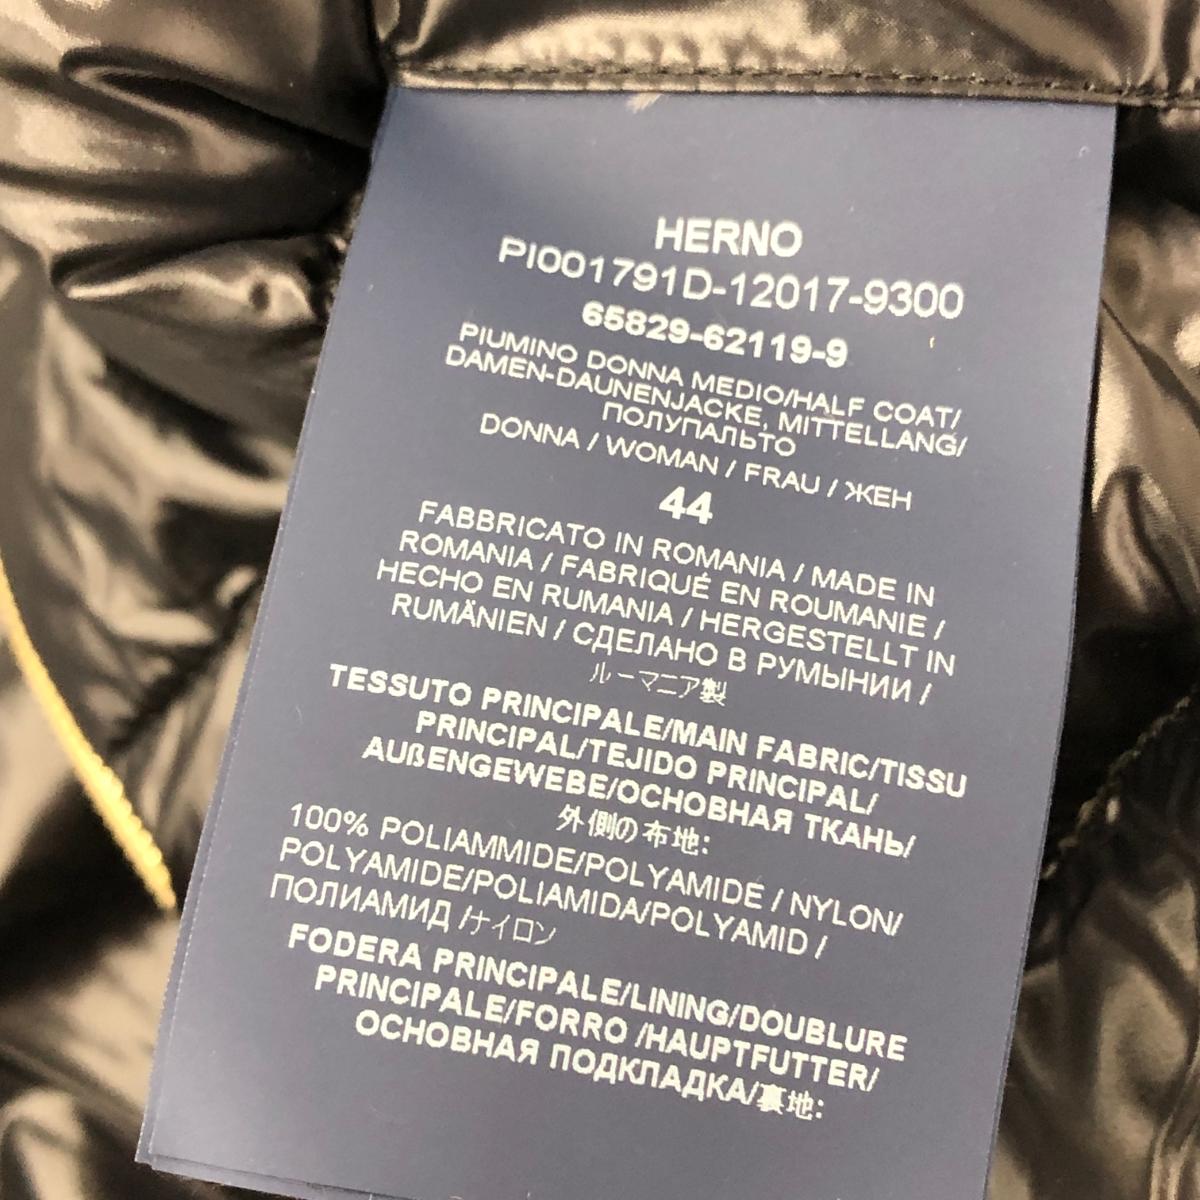 HERNO
PI001791D-12017-9300
65829-62119-9
PIUMINO DONNA MEDIO/HALF COAT/
DAMEN-DAUNENJACKE, MITTELLANG/
ПОЛУПАЛЬТО
DONNA / WOMAN / FRAU / ЖЕН
44
FABBRICATO IN ROMANIA / MADE IN
ROMANIA / FABRIQUÉ EN ROUMANIE /
HECHO EN RUMANIA / HERGESTELLT IN
RUMÄNIEN / СДЕЛАНО В РУМЫНИИ /
ルーマニア製
TESSUTO PRINCIPALE/MAIN FABRIC/TISSU
PRINCIPAL/TEJIDO PRINCIPAL/
AUßENGEWEBE/ОСНОВНАЯ ТКАНЬ/
外側の布地:
100% POLIAMMIDE/POLYAMIDE / NYLON/
POLYAMIDE/POLIAMIDA/POLYAMID /
ПОЛИАМИД /ナイロン
FODERA PRINCIPALE/LINING/DOUBLURE
PRINCIPALE/FORRO /HAUPTFUTTER/
ОСНОВНАЯ ПОДКЛАДКА/裏地: